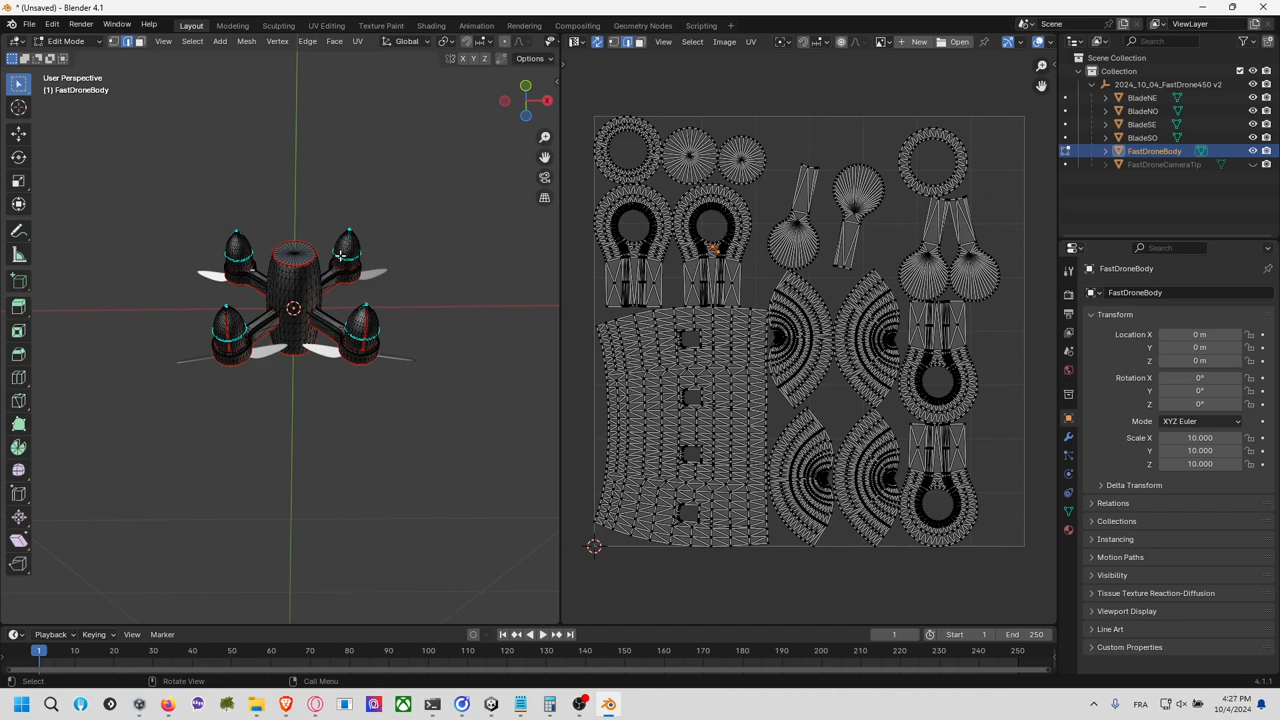 * (Unsaved) - Blender 4.1
File Edit Render Window Help
Layout Modeling Sculpting UV Editing Texture Paint Shading Animation Rendering Compositing Geometry Nodes Scripting +
Scene
ViewLayer
Edit Mode
View Select Add Mesh Vertex Edge Face UV
Global
View Select Image UV
New
Open
X Y Z
Options
User Perspective
(1) FastDroneBody
X
Scene Collection
Collection
2024_10_04_FastDrone450 v2
BladeNE
BladeNO
BladeSE
BladeSO
FastDroneBody
FastDroneCameraTip
Search
FastDroneBody
FastDroneBody
Transform
Location X 0 m
Y 0 m
Z 0 m
Rotation X 0°
Y 0°
Z 0°
Mode XYZ Euler
Scale X 10.000
Y 10.000
Z 10.000
Delta Transform
Relations
Collections
Instancing
Motion Paths
Visibility
Tissue Texture Reaction-Diffusion
Viewport Display
Line Art
Custom Properties
Playback Keying View Marker
1
Start 1
End 250
1 10 20 30 40 50 60 70 80 90 100 110 120 130 140 150 160 170 180 190 200 210 220 230 240 250
Select
Rotate View
Call Menu
4.1.1
FRA
4:27 PM
10/4/2024